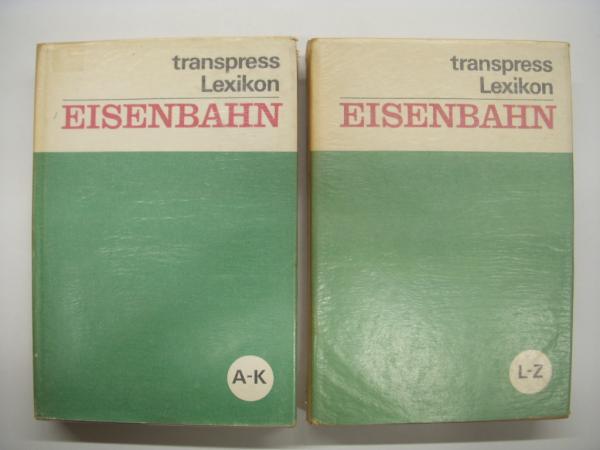 transpress
Lexikon
EISENBAHN
A-K
transpress
Lexikon
EISENBAHN
L-Z